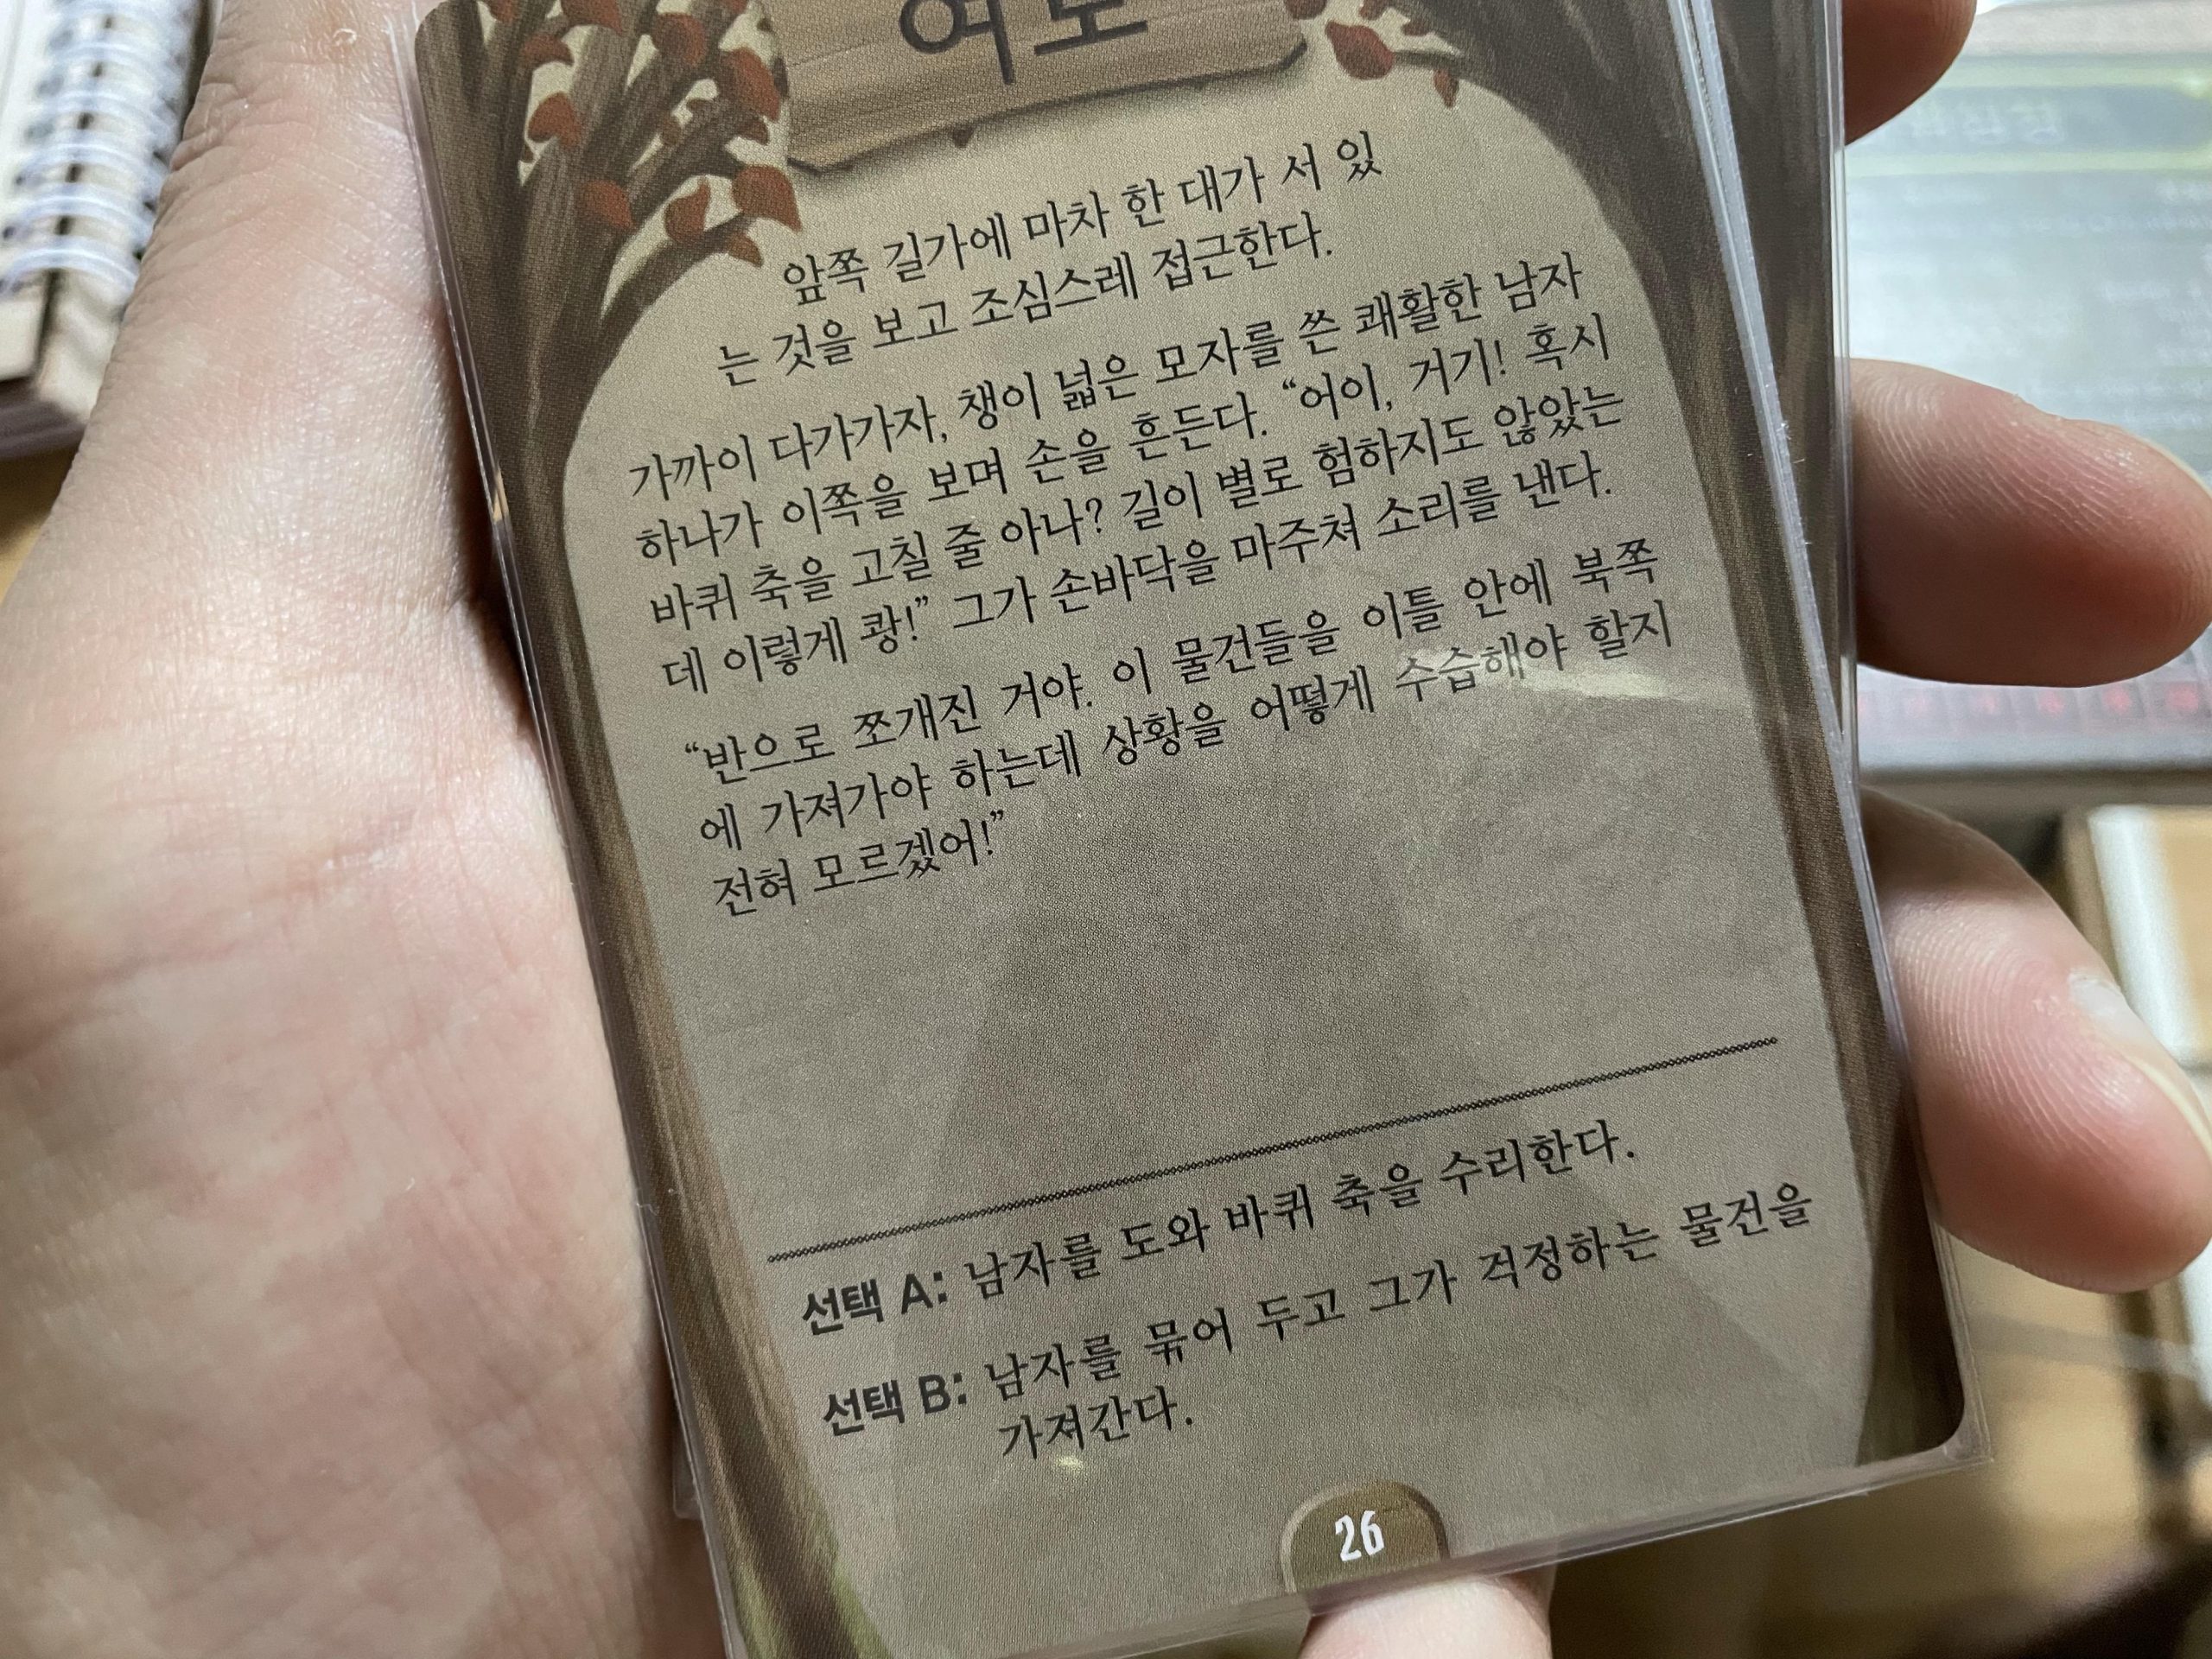 여로
앞쪽 길가에 마차 한 대가 서 있
는 것을 보고 조심스레 접근한다.
가까이 다가가자, 챙이 넓은 모자를 쓴 쾌활한 남자
하나가 이쪽을 보며 손을 흔든다. “어이, 거기! 혹시
바퀴 축을 고칠 줄 아나? 길이 별로 험하지도 않았는
데 이렇게 쾅!” 그가 손바닥을 마주쳐 소리를 낸다.
“반으로 쪼개진 거야. 이 물건들을 이틀 안에 북쪽
에 가져가야 하는데 상황을 어떻게 수습해야 할지
전혀 모르겠어!”
선택 A: 남자를 도와 바퀴 축을 수리한다.
선택 B: 남자를 묶어 두고 그가 걱정하는 물건을
가져간다.
26